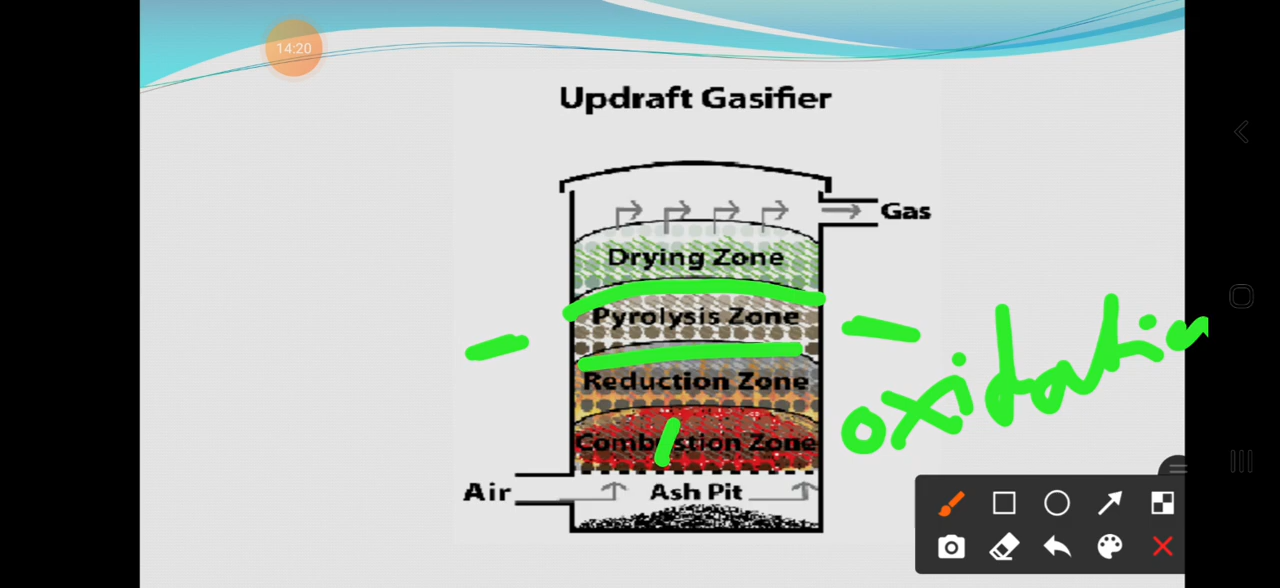 14:20
Updraft Gasifier
Gas
Drying Zone
Pyrolysis Zone
Reduction Zone
oxidation
Combustion Zone
Air
Ash Pit